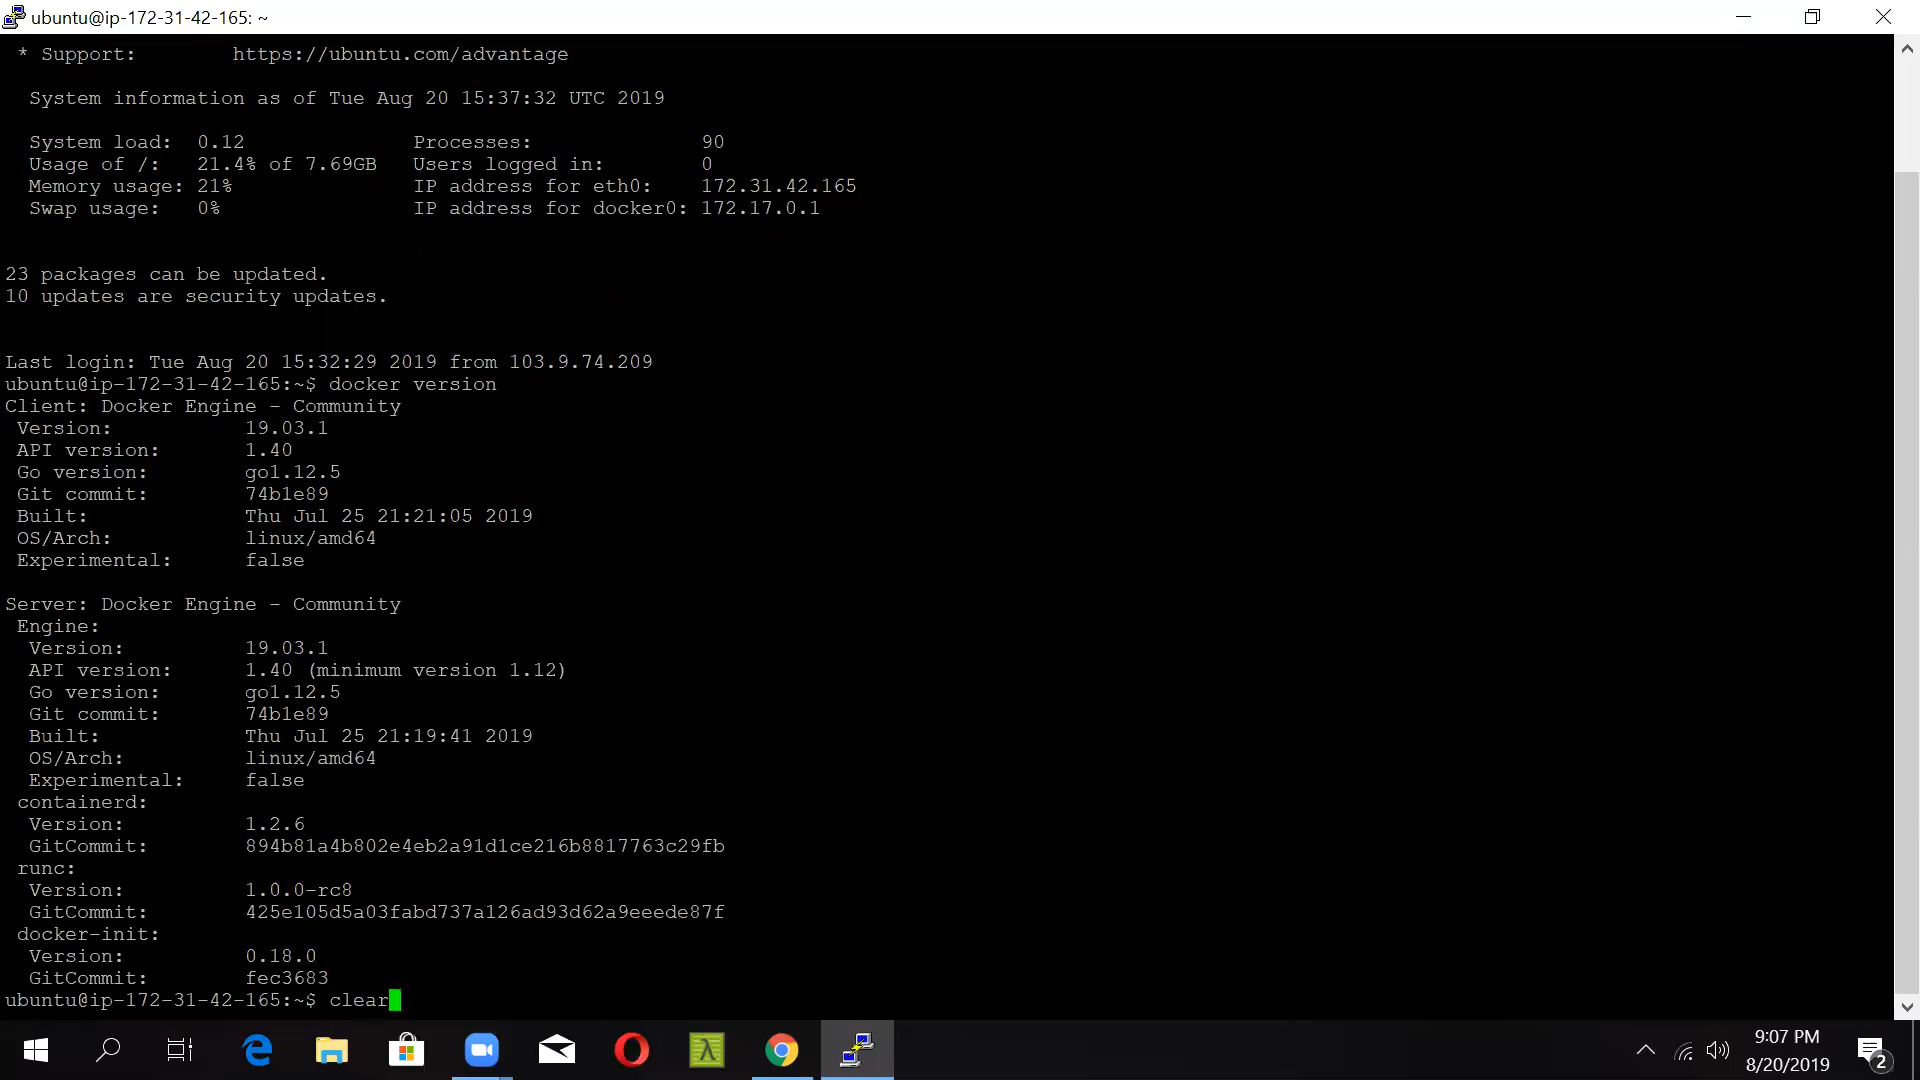 ubuntu@ip-172-31-42-165: ~
* Support: https://ubuntu.com/advantage
System information as of Tue Aug 20 15:37:32 UTC 2019
System load: 0.12 Processes: 90
Usage of /: 21.4% of 7.69GB Users logged in: 0
Memory usage: 21% IP address for eth0: 172.31.42.165
Swap usage: 0% IP address for docker0: 172.17.0.1
23 packages can be updated.
10 updates are security updates.
Last login: Tue Aug 20 15:32:29 2019 from 103.9.74.209
ubuntu@ip-172-31-42-165:~$ docker version
Client: Docker Engine - Community
Version: 19.03.1
API version: 1.40
Go version: go1.12.5
Git commit: 74b1e89
Built: Thu Jul 25 21:21:05 2019
OS/Arch: linux/amd64
Experimental: false
Server: Docker Engine - Community
Engine:
Version: 19.03.1
API version: 1.40 (minimum version 1.12)
Go version: go1.12.5
Git commit: 74b1e89
Built: Thu Jul 25 21:19:41 2019
OS/Arch: linux/amd64
Experimental: false
containerd:
Version: 1.2.6
GitCommit: 894b81a4b802e4eb2a91d1ce216b8817763c29fb
runc:
Version: 1.0.0-rc8
GitCommit: 425e105d5a03fabd737a126ad93d62a9eeede87f
docker-init:
Version: 0.18.0
GitCommit: fec3683
ubuntu@ip-172-31-42-165:~$ clear
9:07 PM
8/20/2019
2